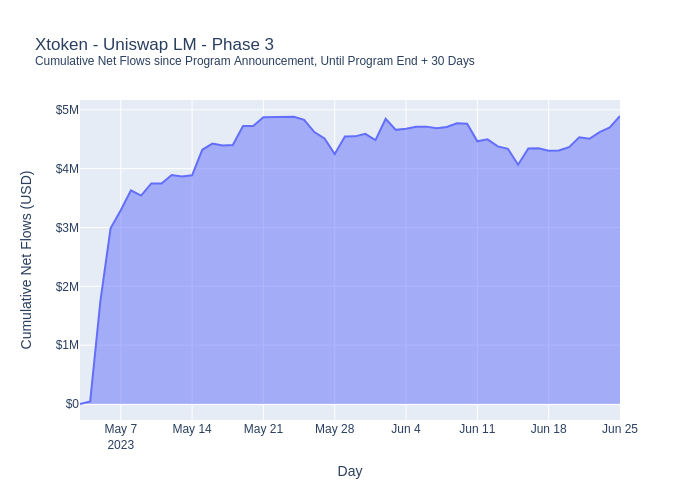 Xtoken - Uniswap LM - Phase 3
Cumulative Net Flows since Program Announcement, Until Program End + 30 Days
Cumulative Net Flows (USD)
$5M
$4M
$3M
$2M
$1M
$0
May 7
2023
May 14
May 21
May 28
Jun 4
Jun 11
Jun 18
Jun 25
Day